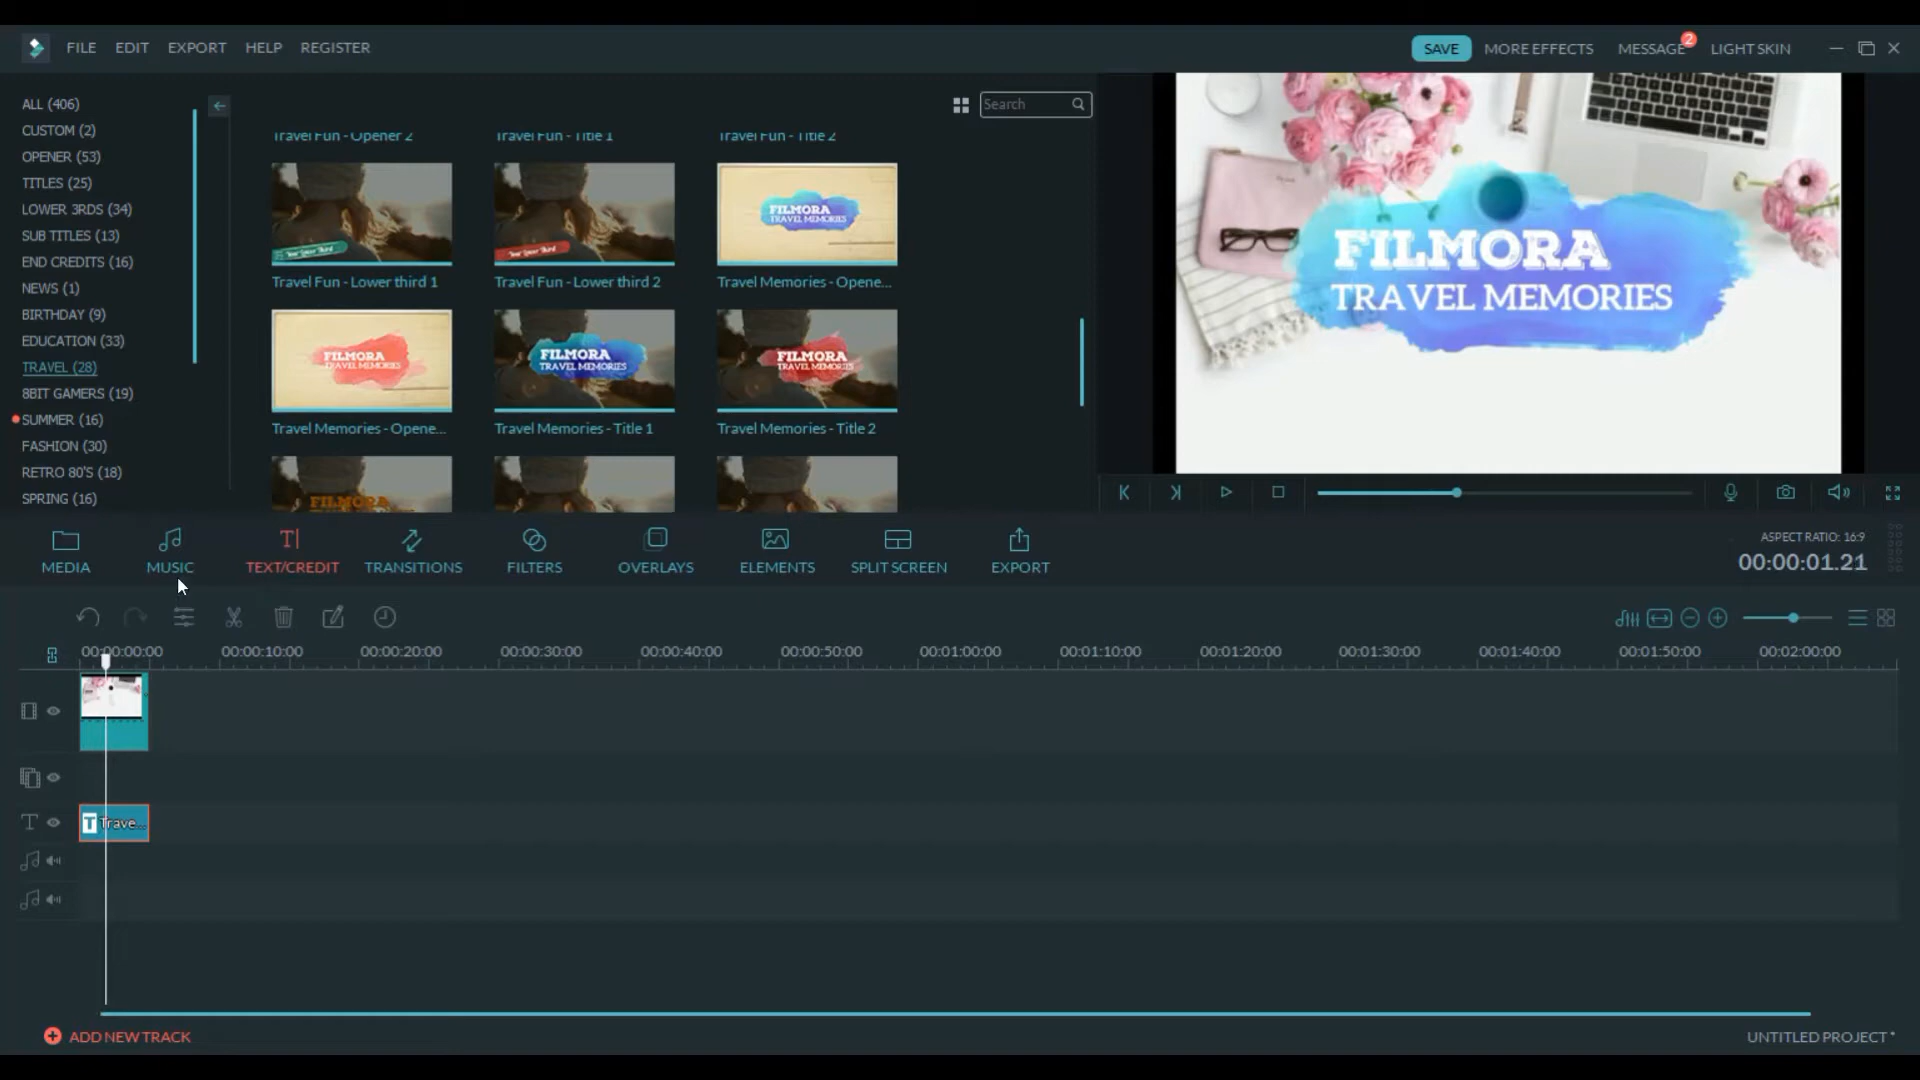 FILE EDIT EXPORT HELP REGISTER
SAVE MORE EFFECTS MESSAGE 2 LIGHT SKIN
ALL (406)
CUSTOM (2)
OPENER (53)
TITLES (25)
LOWER 3RDS (34)
SUB TITLES (13)
END CREDITS (16)
NEWS (1)
BIRTHDAY (9)
EDUCATION (33)
TRAVEL (28)
8BIT GAMERS (19)
SUMMER (16)
FASHION (30)
RETRO 80'S (18)
SPRING (16)
Search
Travel Fun - Opener 2 Travel Fun - Title 1 Travel Fun - Title 2
Your Lower Third
Your Lower Third
FILMORA
TRAVEL MEMORIES
Travel Fun - Lower third 1 Travel Fun - Lower third 2 Travel Memories - Opene...
FILMORA
TRAVEL MEMORIES
FILMORA
TRAVEL MEMORIES
FILMORA
TRAVEL MEMORIES
Travel Memories - Opene... Travel Memories - Title 1 Travel Memories - Title 2
FILMORA
FILMORA
TRAVEL MEMORIES
MEDIA MUSIC TEXT/CREDIT TRANSITIONS FILTERS OVERLAYS ELEMENTS SPLIT SCREEN EXPORT
ASPECT RATIO: 16:9
00:00:01.21
00:00:00:00 00:00:10:00 00:00:20:00 00:00:30:00 00:00:40:00 00:00:50:00 00:01:00:00 00:01:10:00 00:01:20:00 00:01:30:00 00:01:40:00 00:01:50:00 00:02:00:00
T Trave...
ADD NEW TRACK
UNTITLED PROJECT *